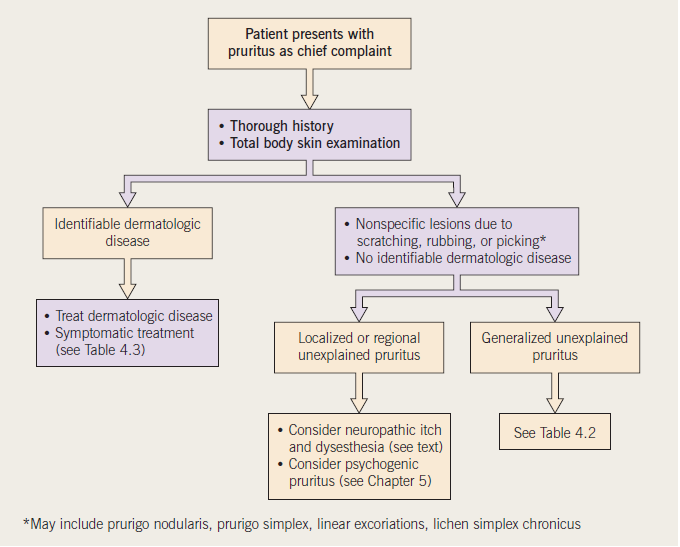 Patient presents with
pruritus as chief complaint
• Thorough history
• Total body skin examination
Identifiable dermatologic
disease
• Nonspecific lesions due to
scratching, rubbing, or picking*
• No identifiable dermatologic disease
• Treat dermatologic disease
• Symptomatic treatment
(see Table 4.3)
Localized or regional
unexplained pruritus
Generalized unexplained
pruritus
• Consider neuropathic itch
and dysesthesia (see text)
• Consider psychogenic
pruritus (see Chapter 5)
See Table 4.2
*May include prurigo nodularis, prurigo simplex, linear excoriations, lichen simplex chronicus